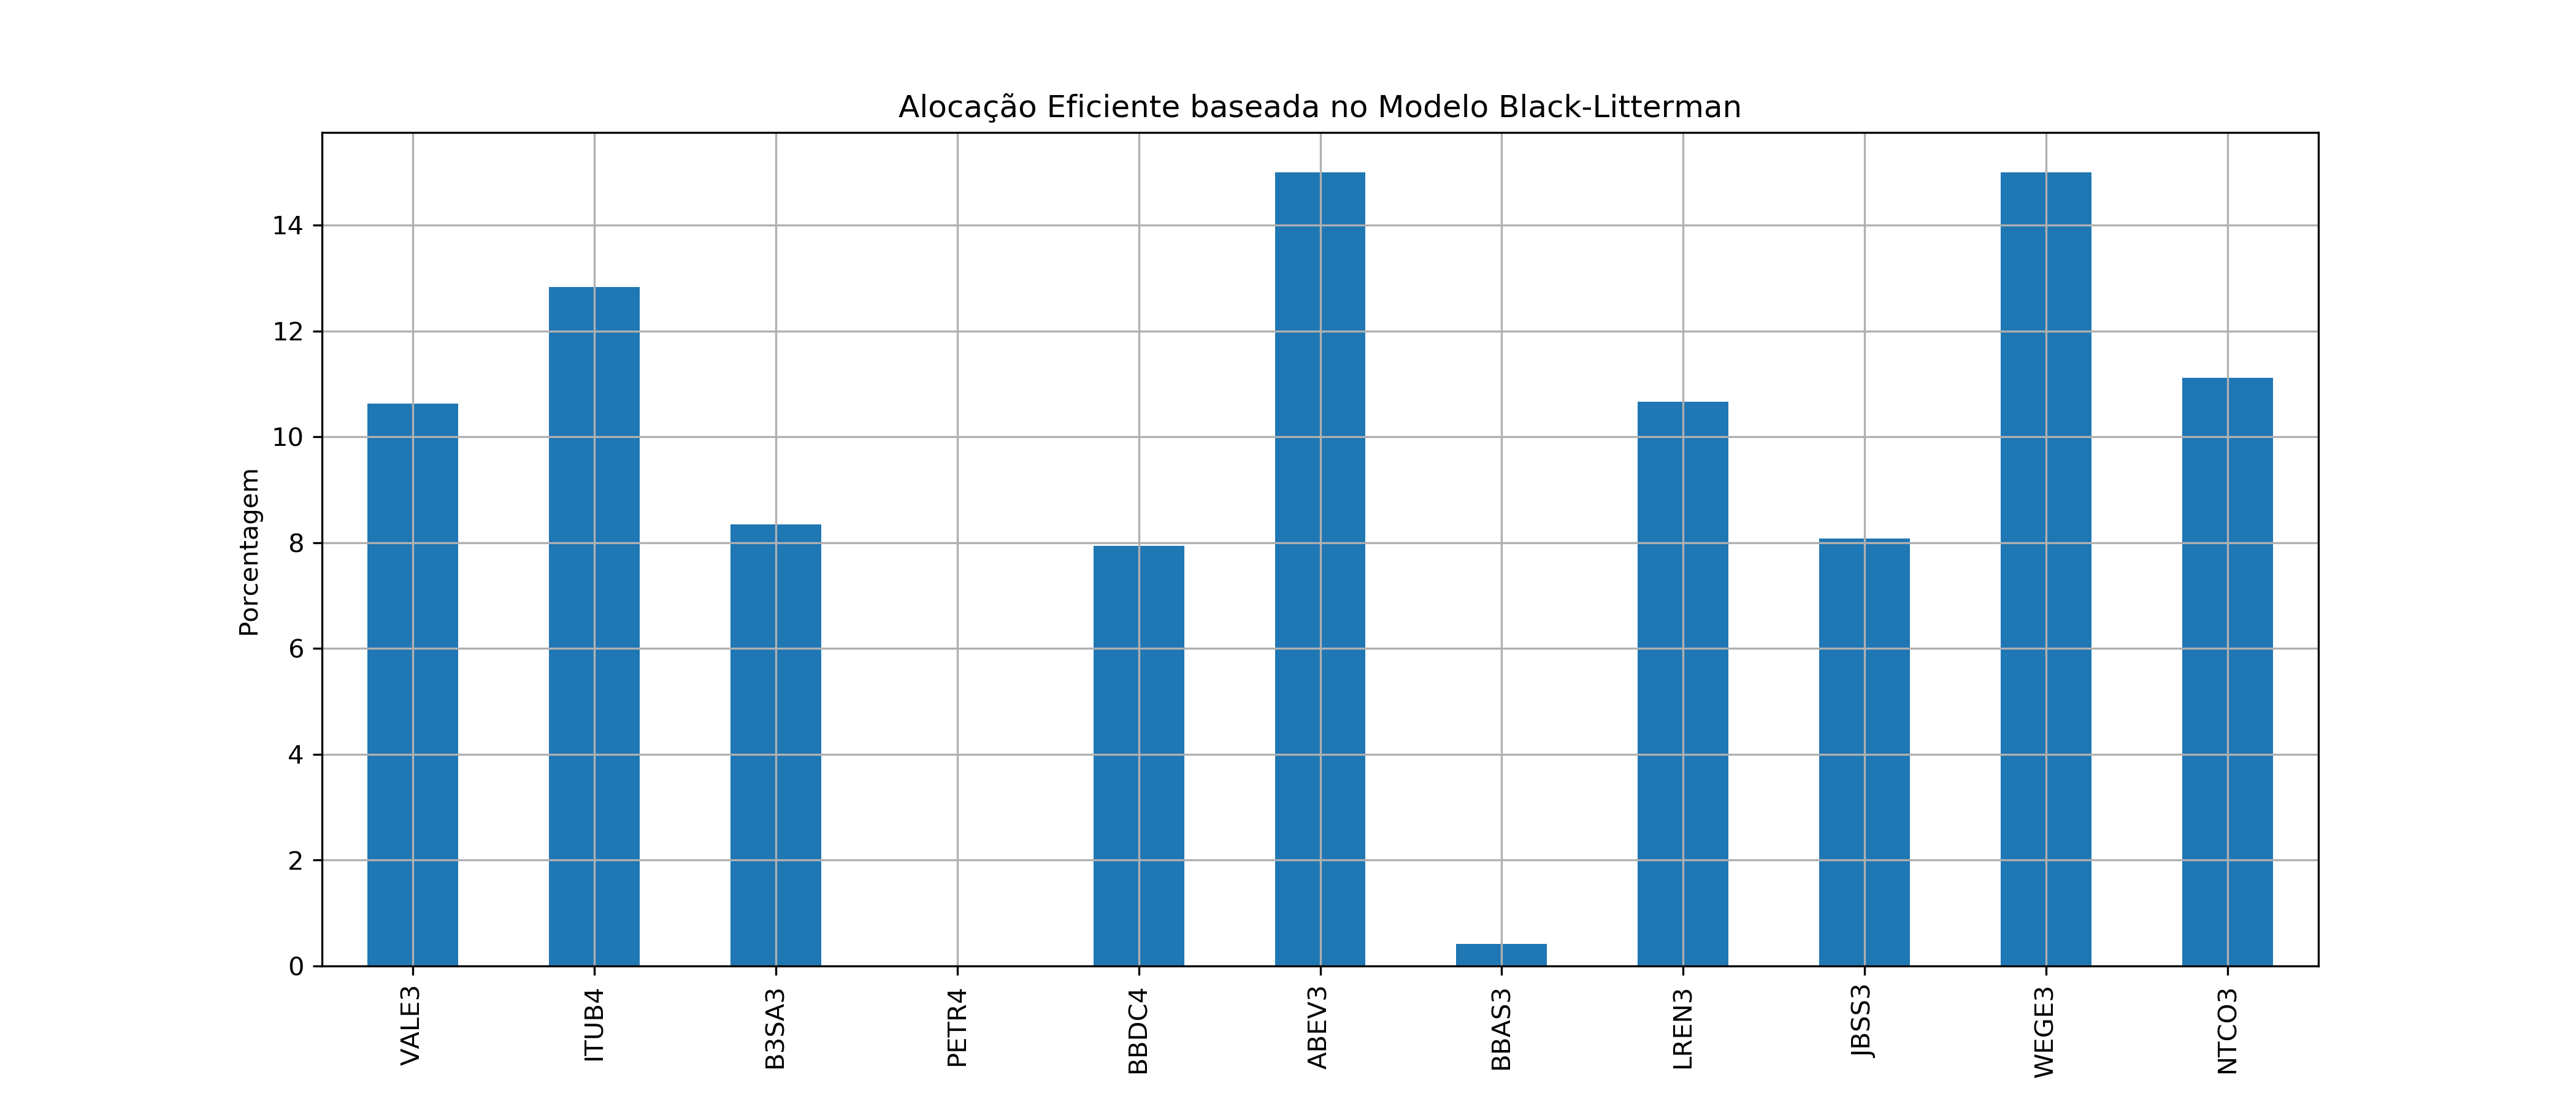 Alocação Eficiente baseada no Modelo Black-Litterman
Porcentagem
14
12
10
8
6
4
2
0
VALE3
ITUB4
B3SA3
PETR4
BBDC4
ABEV3
BBAS3
LREN3
JBSS3
WEGE3
NTCO3